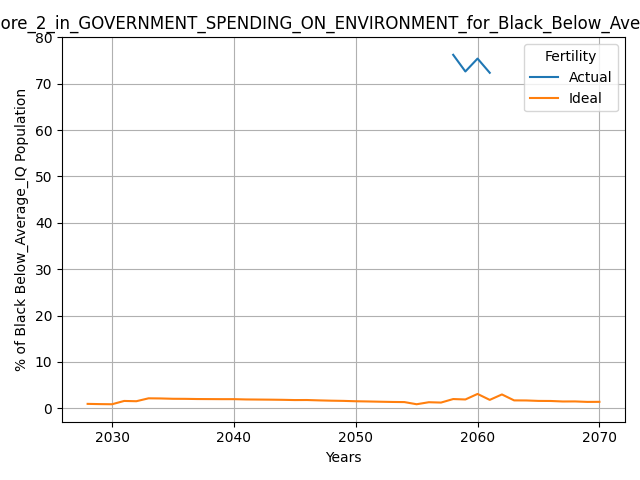 ore_2_in_GOVERNMENT_SPENDING_ON_ENVIRONMENT_for_Black_Below_Ave
80
70
60
50
40
30
20
10
0
% of Black Below_Average_IQ Population
Fertility
Actual
Ideal
2030 2040 2050 2060 2070
Years